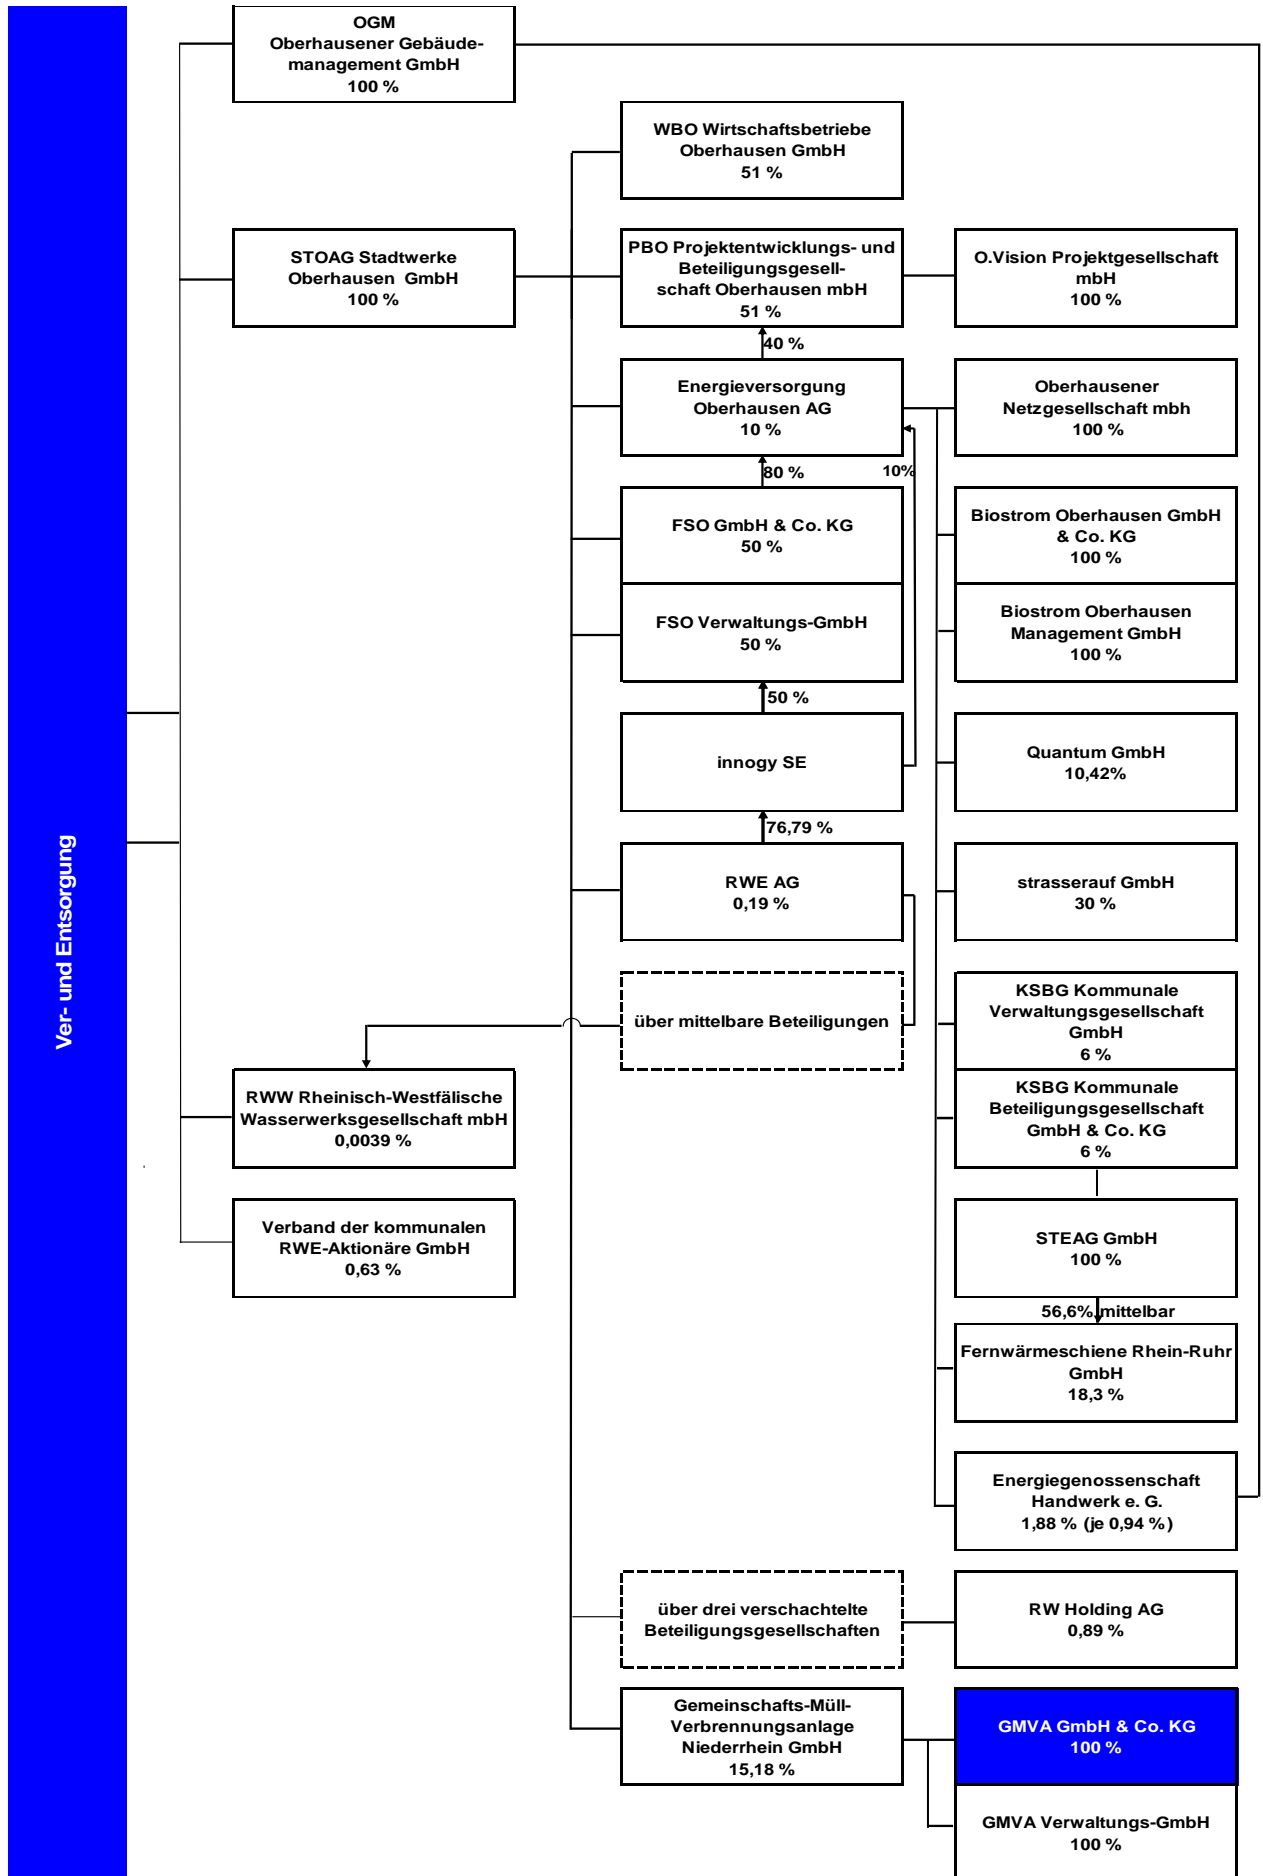 Ver- und Entsorgung
OGM
Oberhausener Gebäude-
management GmbH
100 %
STOAG Stadtwerke
Oberhausen GmbH
100 %
RWW Rheinisch-Westfälische
Wasserwerksgesellschaft mbH
0,0039 %
Verband der kommunalen
RWE-Aktionäre GmbH
0,63 %
WBO Wirtschaftsbetriebe
Oberhausen GmbH
51 %
PBO Projektentwicklungs- und
Beteiligungsgesell-
schaft Oberhausen mbH
51 %
40 %
Energieversorgung
Oberhausen AG
10 %
80 %
10%
FSO GmbH & Co. KG
50 %
FSO Verwaltungs-GmbH
50 %
50 %
innogy SE
76,79 %
RWE AG
0,19 %
über mittelbare Beteiligungen
über drei verschachtelte
Beteiligungsgesellschaften
Gemeinschafts-Müll-
Verbrennungsanlage
Niederrhein GmbH
15,18 %
O.Vision Projektgesellschaft
mbH
100 %
Oberhausener
Netzgesellschaft mbh
100 %
Biostrom Oberhausen GmbH
& Co. KG
100 %
Biostrom Oberhausen
Management GmbH
100 %
Quantum GmbH
10,42%
strasserauf GmbH
30 %
KSBG Kommunale
Verwaltungsgesellschaft
GmbH
6 %
KSBG Kommunale
Beteiligungsgesellschaft
GmbH & Co. KG
6 %
STEAG GmbH
100 %
56,6% mittelbar
Fernwärmeschiene Rhein-Ruhr
GmbH
18,3 %
Energiegenossenschaft
Handwerk e. G.
1,88 % (je 0,94 %)
RW Holding AG
0,89 %
GMVA GmbH & Co. KG
100 %
GMVA Verwaltungs-GmbH
100 %